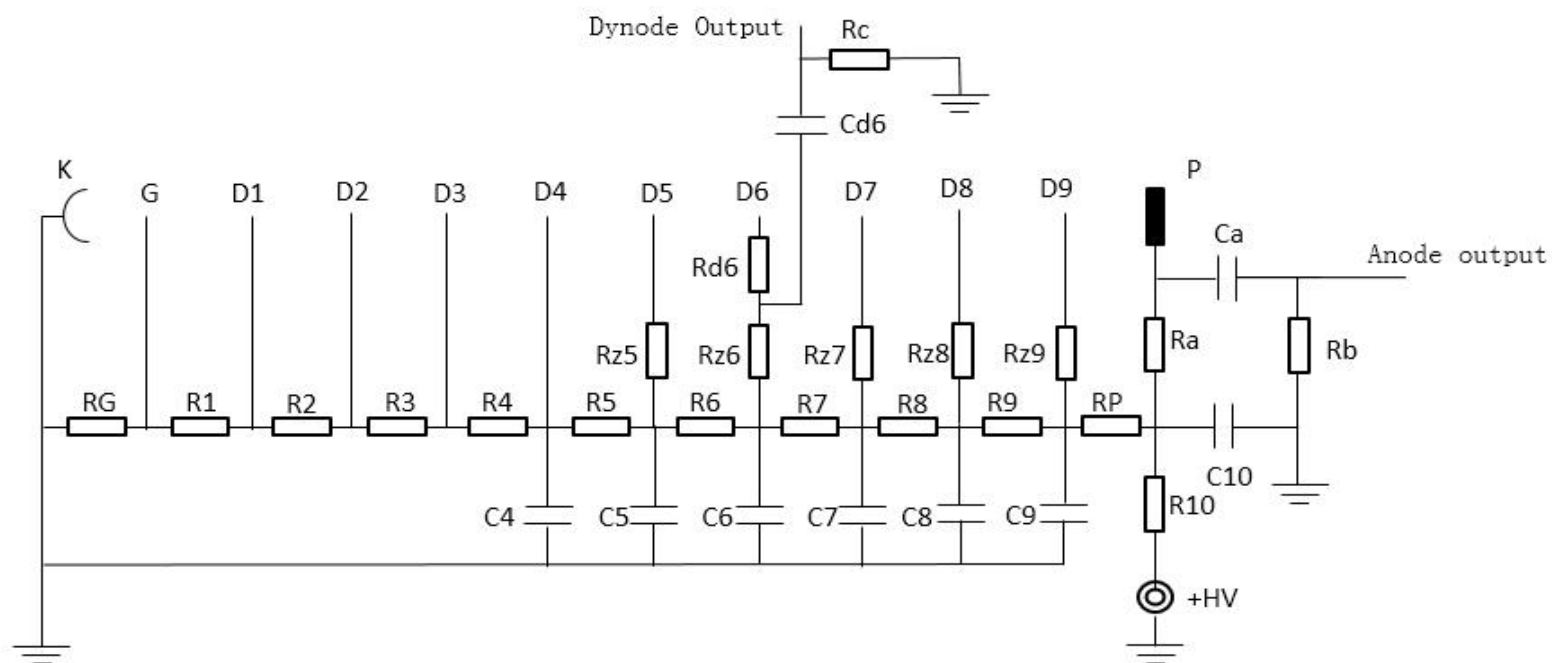 Dynode Output
Rc
Cd6
K
G
D1
D2
D3
D4
D5
D6
D7
D8
D9
P
Ca
Anode output
Rd6
Rz5
Rz6
Rz7
Rz8
Rz9
Ra
Rb
RG
R1
R2
R3
R4
R5
R6
R7
R8
R9
RP
C10
R10
C4
C5
C6
C7
C8
C9
+HV